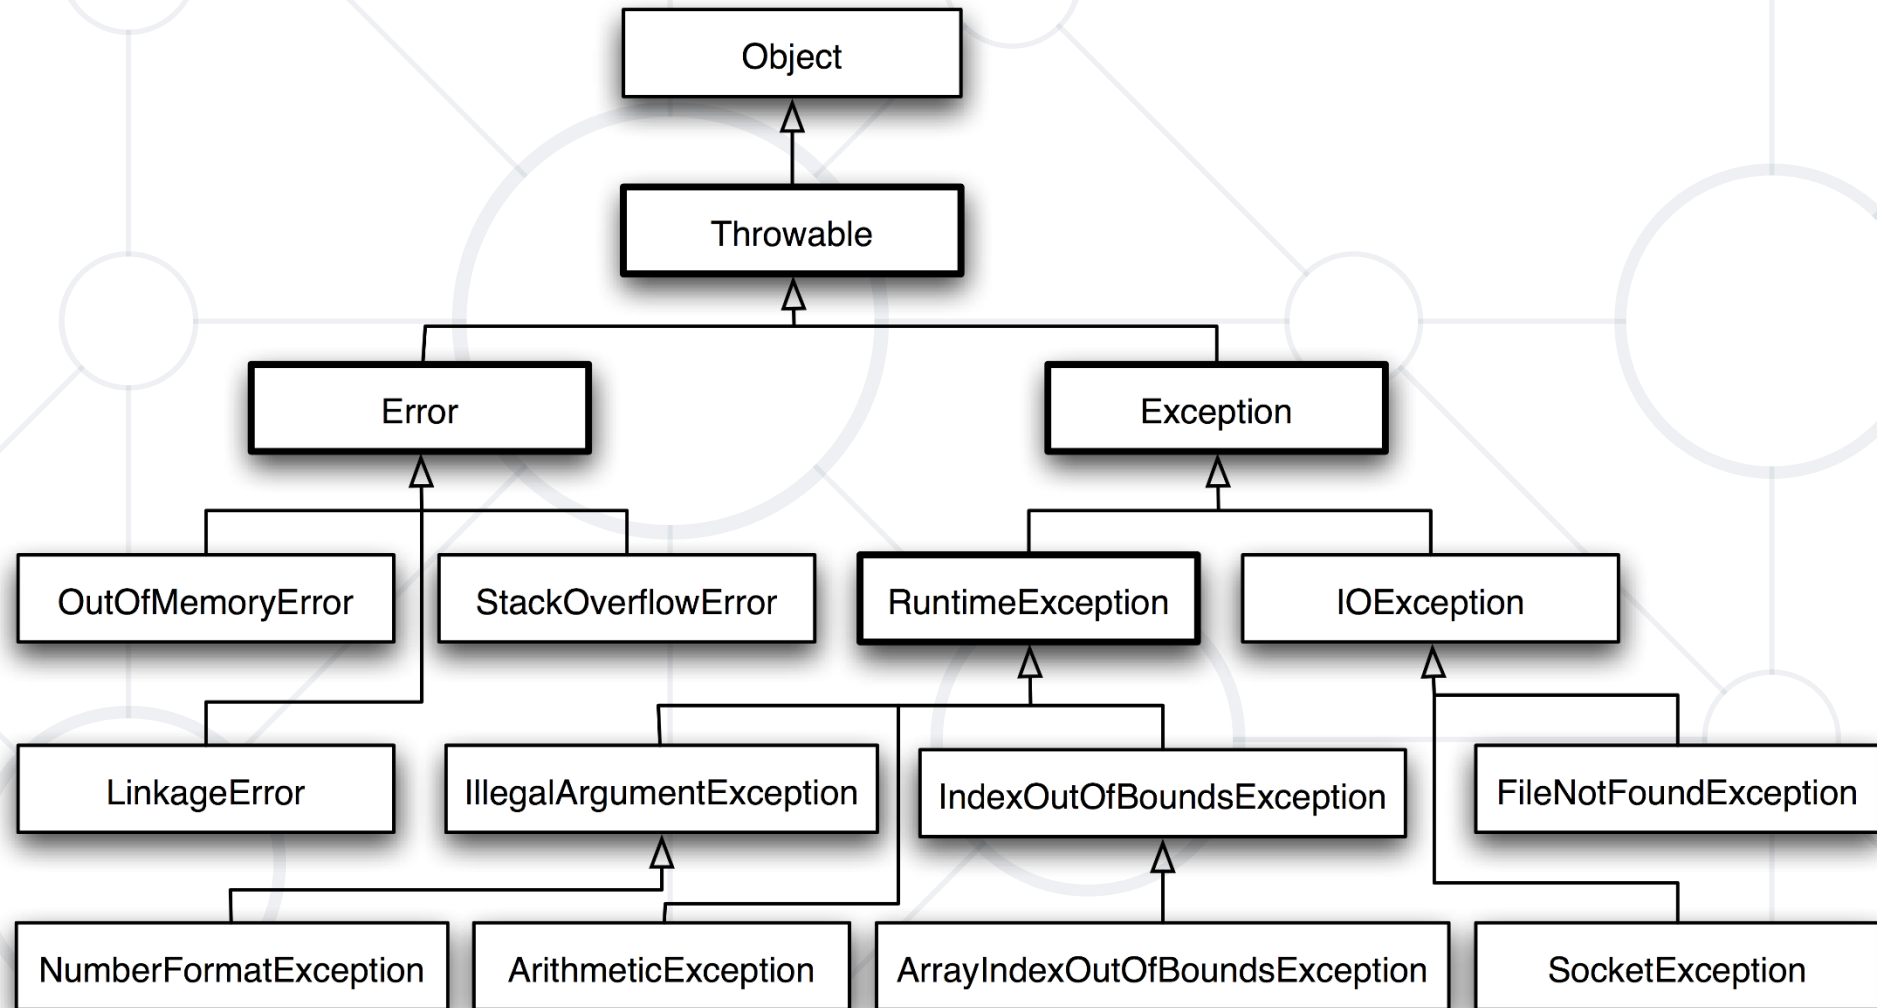 Object
Throwable
Error
Exception
OutOfMemoryError
StackOverflowError
RuntimeException
IOException
LinkageError
IllegalArgumentException
IndexOutOfBoundsException
FileNotFoundException
NumberFormatException
ArithmeticException
ArrayIndexOutOfBoundsException
SocketException